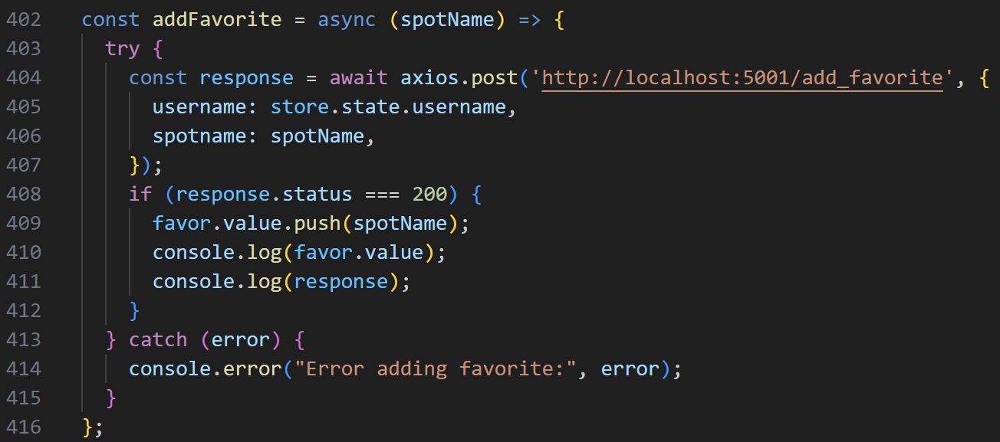 402 const addFavorite = async (spotName) => {
403 try {
404 const response = await axios.post('http://localhost:5001/add_favorite', {
405 username: store.state.username,
406 spotname: spotName,
407 });
408 if (response.status === 200) {
409 favor.value.push(spotName);
410 console.log(favor.value);
411 console.log(response);
412 }
413 } catch (error) {
414 console.error("Error adding favorite:", error);
415 }
416 };